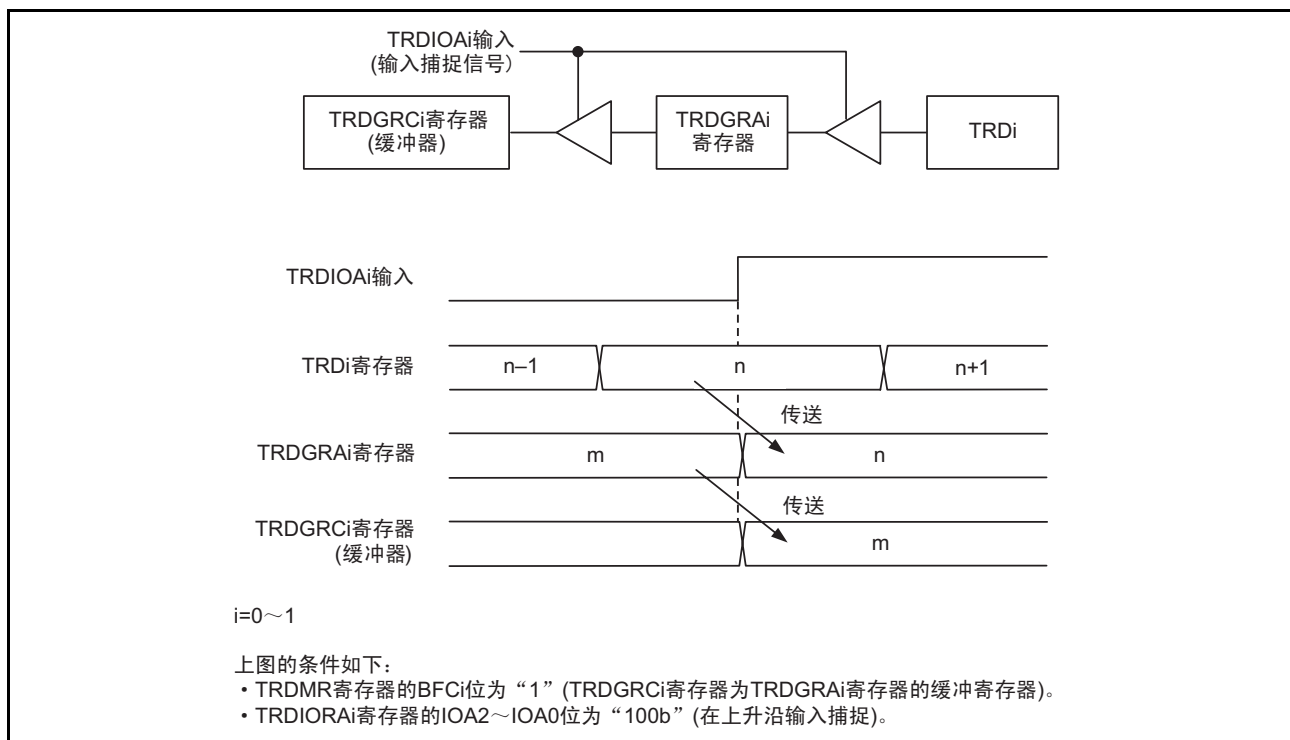 TRDIOAi输入
(输入捕捉信号)
TRDGRCi寄存器
(缓冲器)
TRDGRAi
寄存器
TRDi
TRDIOAi输入
TRDi寄存器
n–1
n
n+1
传送
TRDGRAi寄存器
m
n
传送
TRDGRCi寄存器
(缓冲器)
m
i=0～1
上图的条件如下：
・TRDMR寄存器的BFCi位为“1” (TRDGRCi寄存器为TRDGRAi寄存器的缓冲寄存器)。
・TRDIORAi寄存器的IOA2～IOA0位为“100b” (在上升沿输入捕捉)。